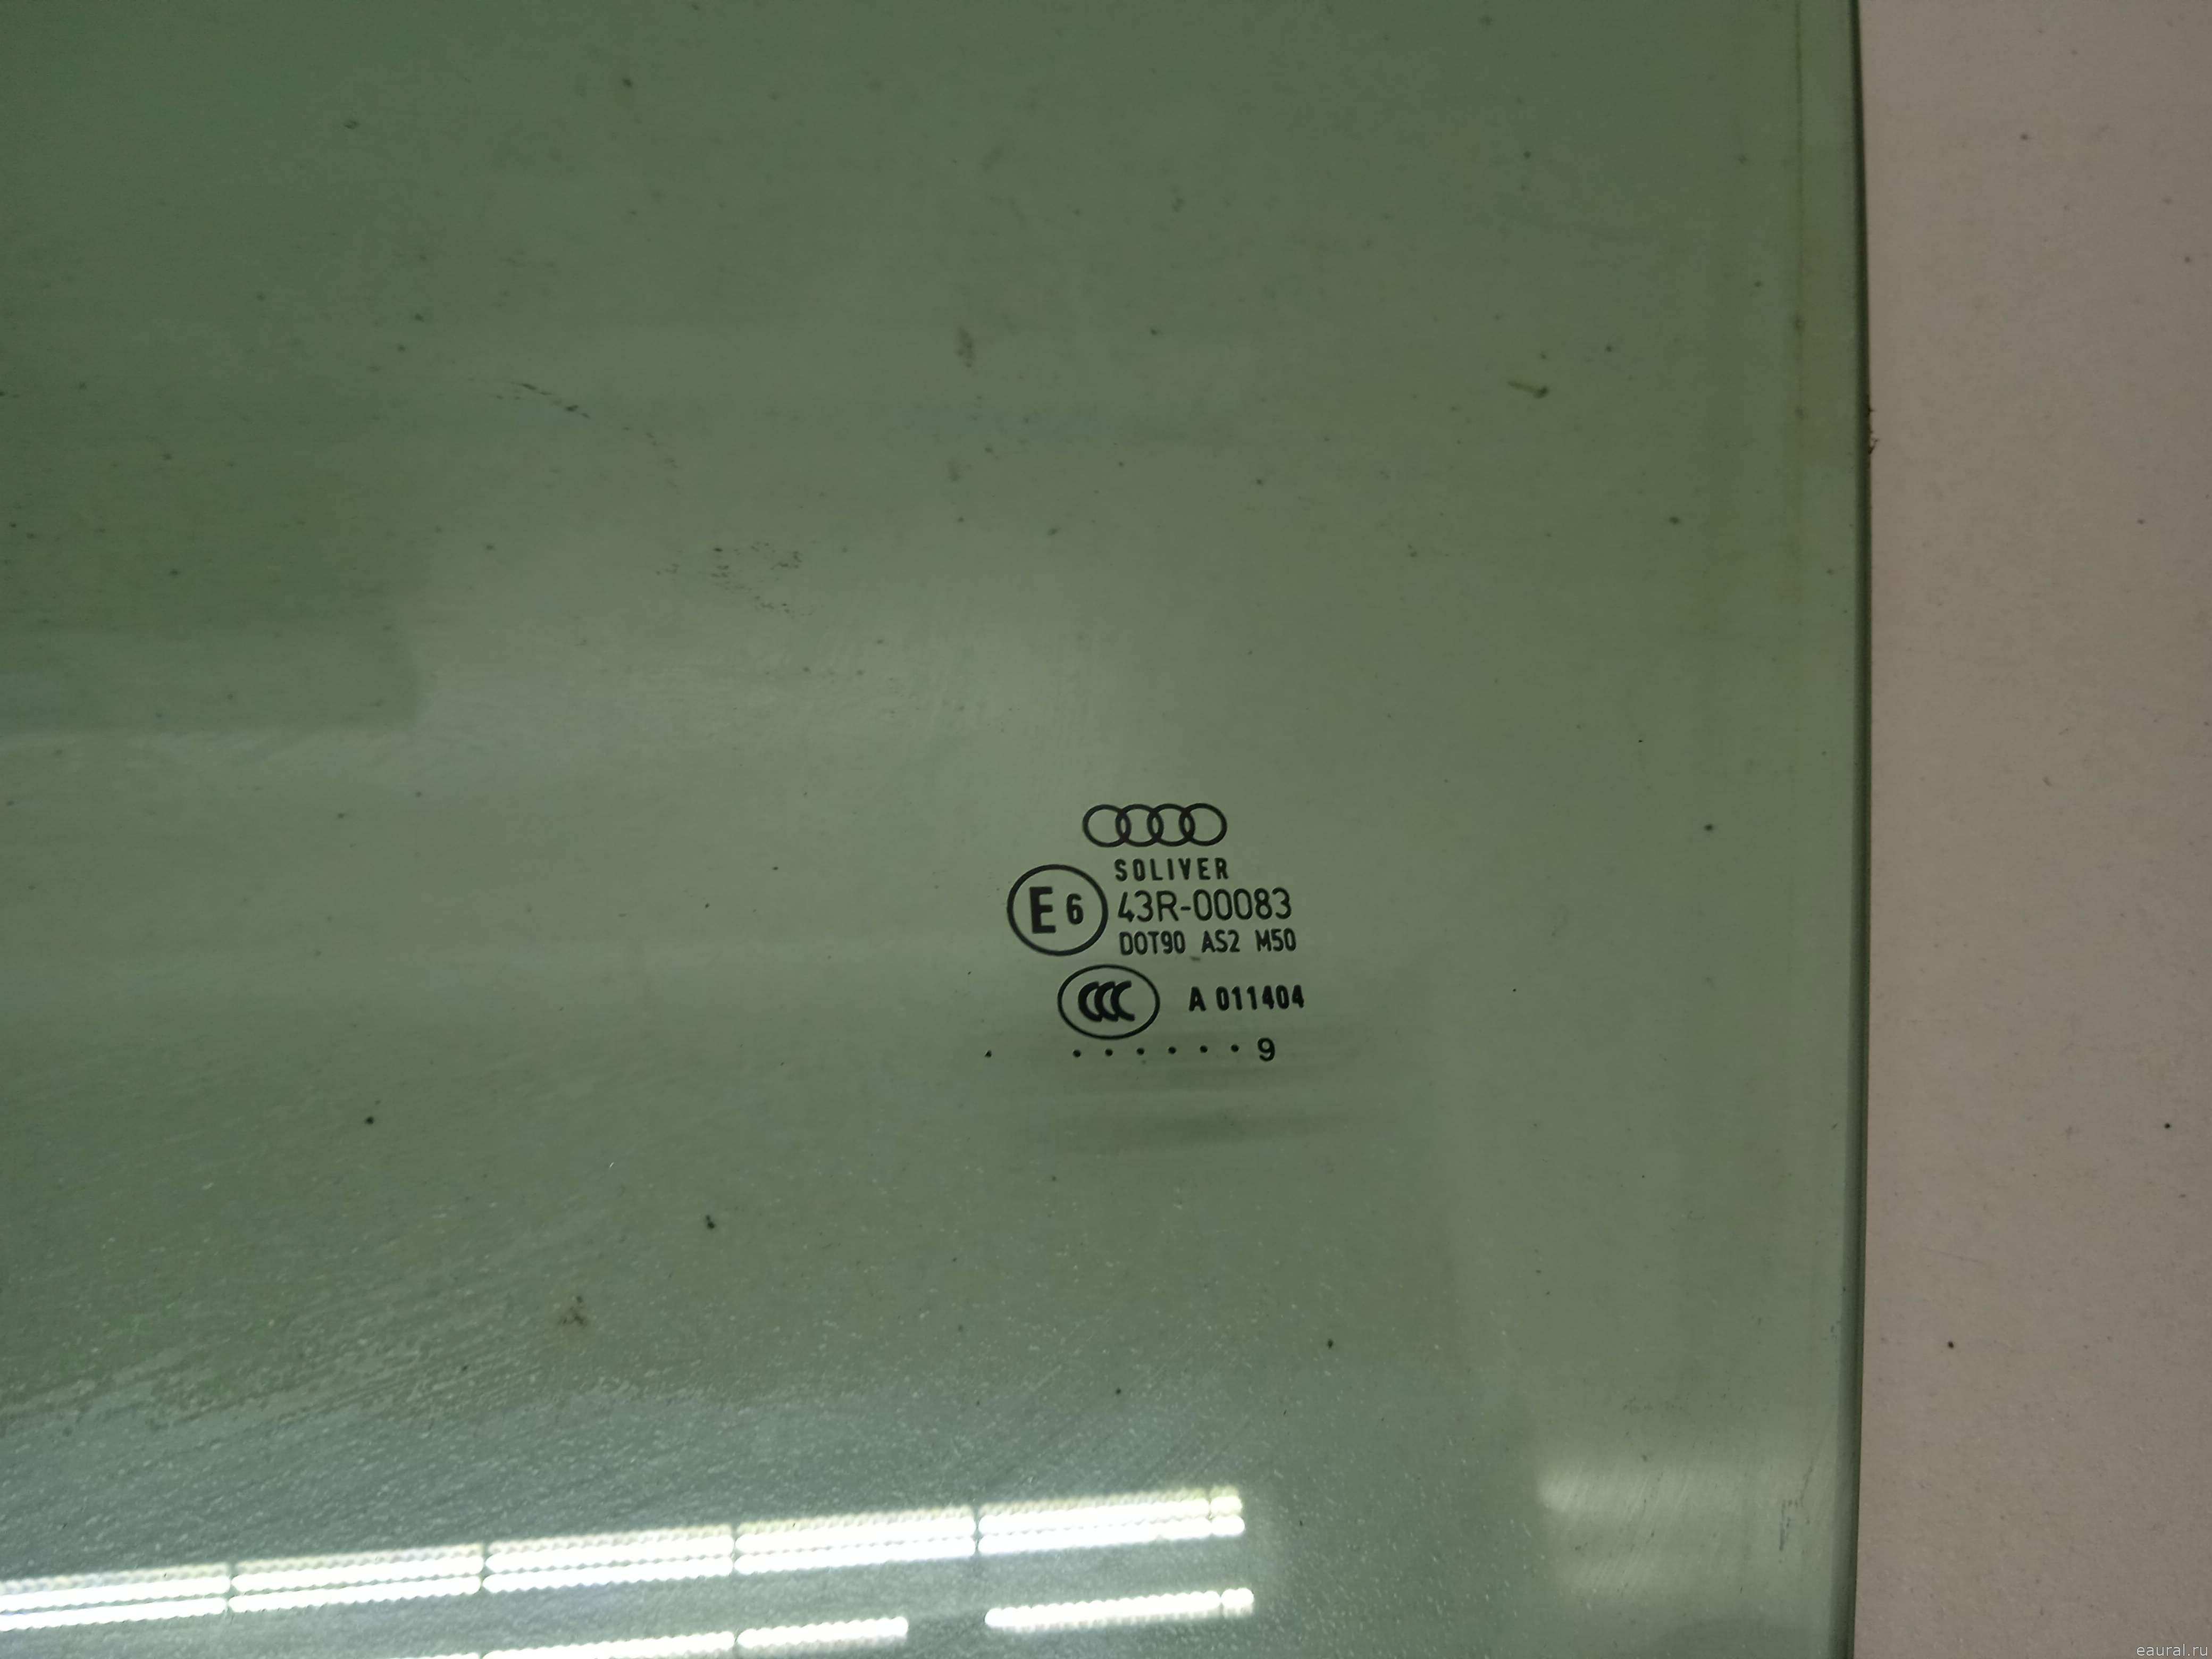 SOLIVER
E6 43R-00083
DOT90 AS2 M50
CCC A 011404
. . . . . . 9
eaural.ru